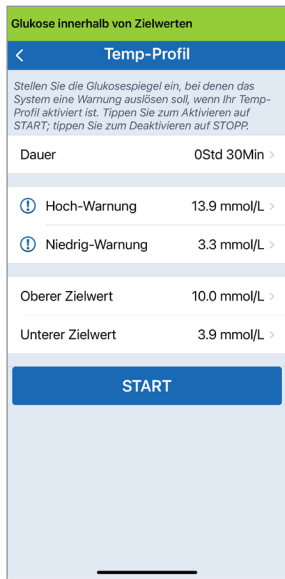 Glukose innerhalb von Zielwerten
Temp-Profil
Stellen Sie die Glukosespiegel ein, bei denen das
System eine Warnung auslösen soll, wenn Ihr Temp-
Profil aktiviert ist. Tippen Sie zum Aktivieren auf
START; tippen Sie zum Deaktivieren auf STOPP.
Dauer 0Std 30Min
Hoch-Warnung 13.9 mmol/L
Niedrig-Warnung 3.3 mmol/L
Oberer Zielwert 10.0 mmol/L
Unterer Zielwert 3.9 mmol/L
START